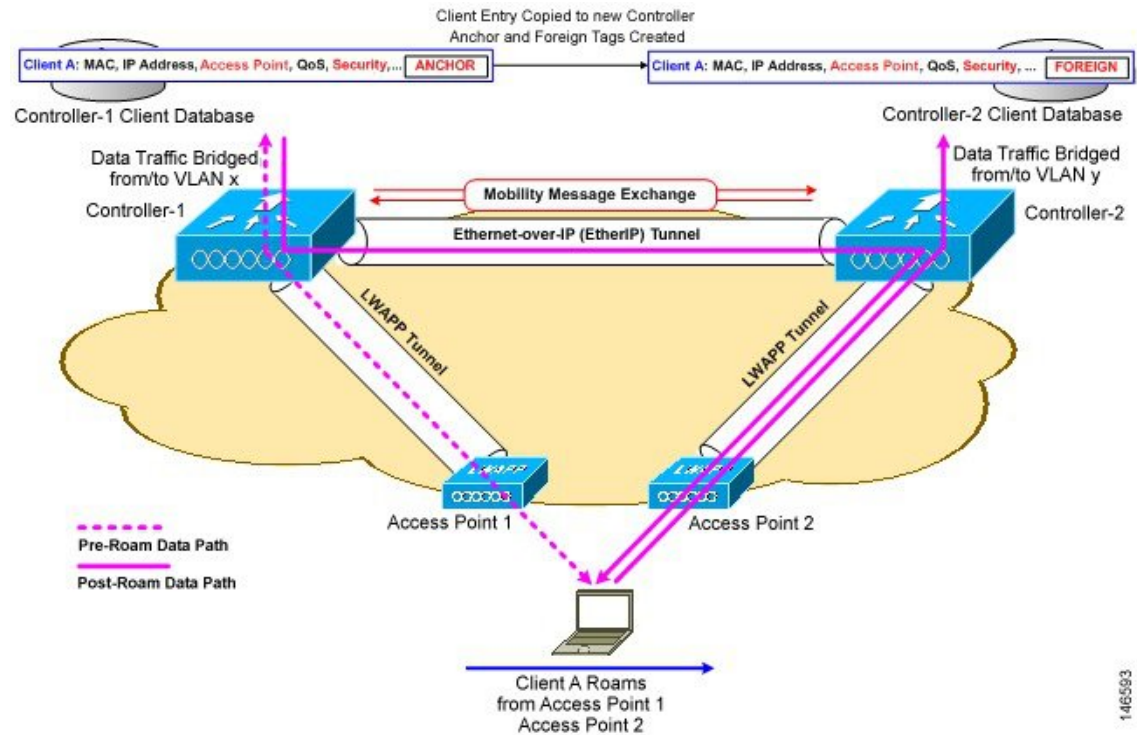 Client Entry Copied to new Controller
Anchor and Foreign Tags Created
Client A: MAC, IP Address, Access Point, QoS, Security,... ANCHOR
Client A: MAC, IP Address, Access Point, QoS, Security, ... FOREIGN
Controller-1 Client Database
Controller-2 Client Database
Data Traffic Bridged
from/to VLAN x
Data Traffic Bridged
from/to VLAN y
Controller-1
Mobility Message Exchange
Controller-2
Ethernet-over-IP (EtherIP) Tunnel
LWAPP Tunnel
LWAPP Tunnel
LWAPP
LWAPP
Access Point 1
Access Point 2
Pre-Roam Data Path
Post-Roam Data Path
Client A Roams
from Access Point 1
Access Point 2
146593